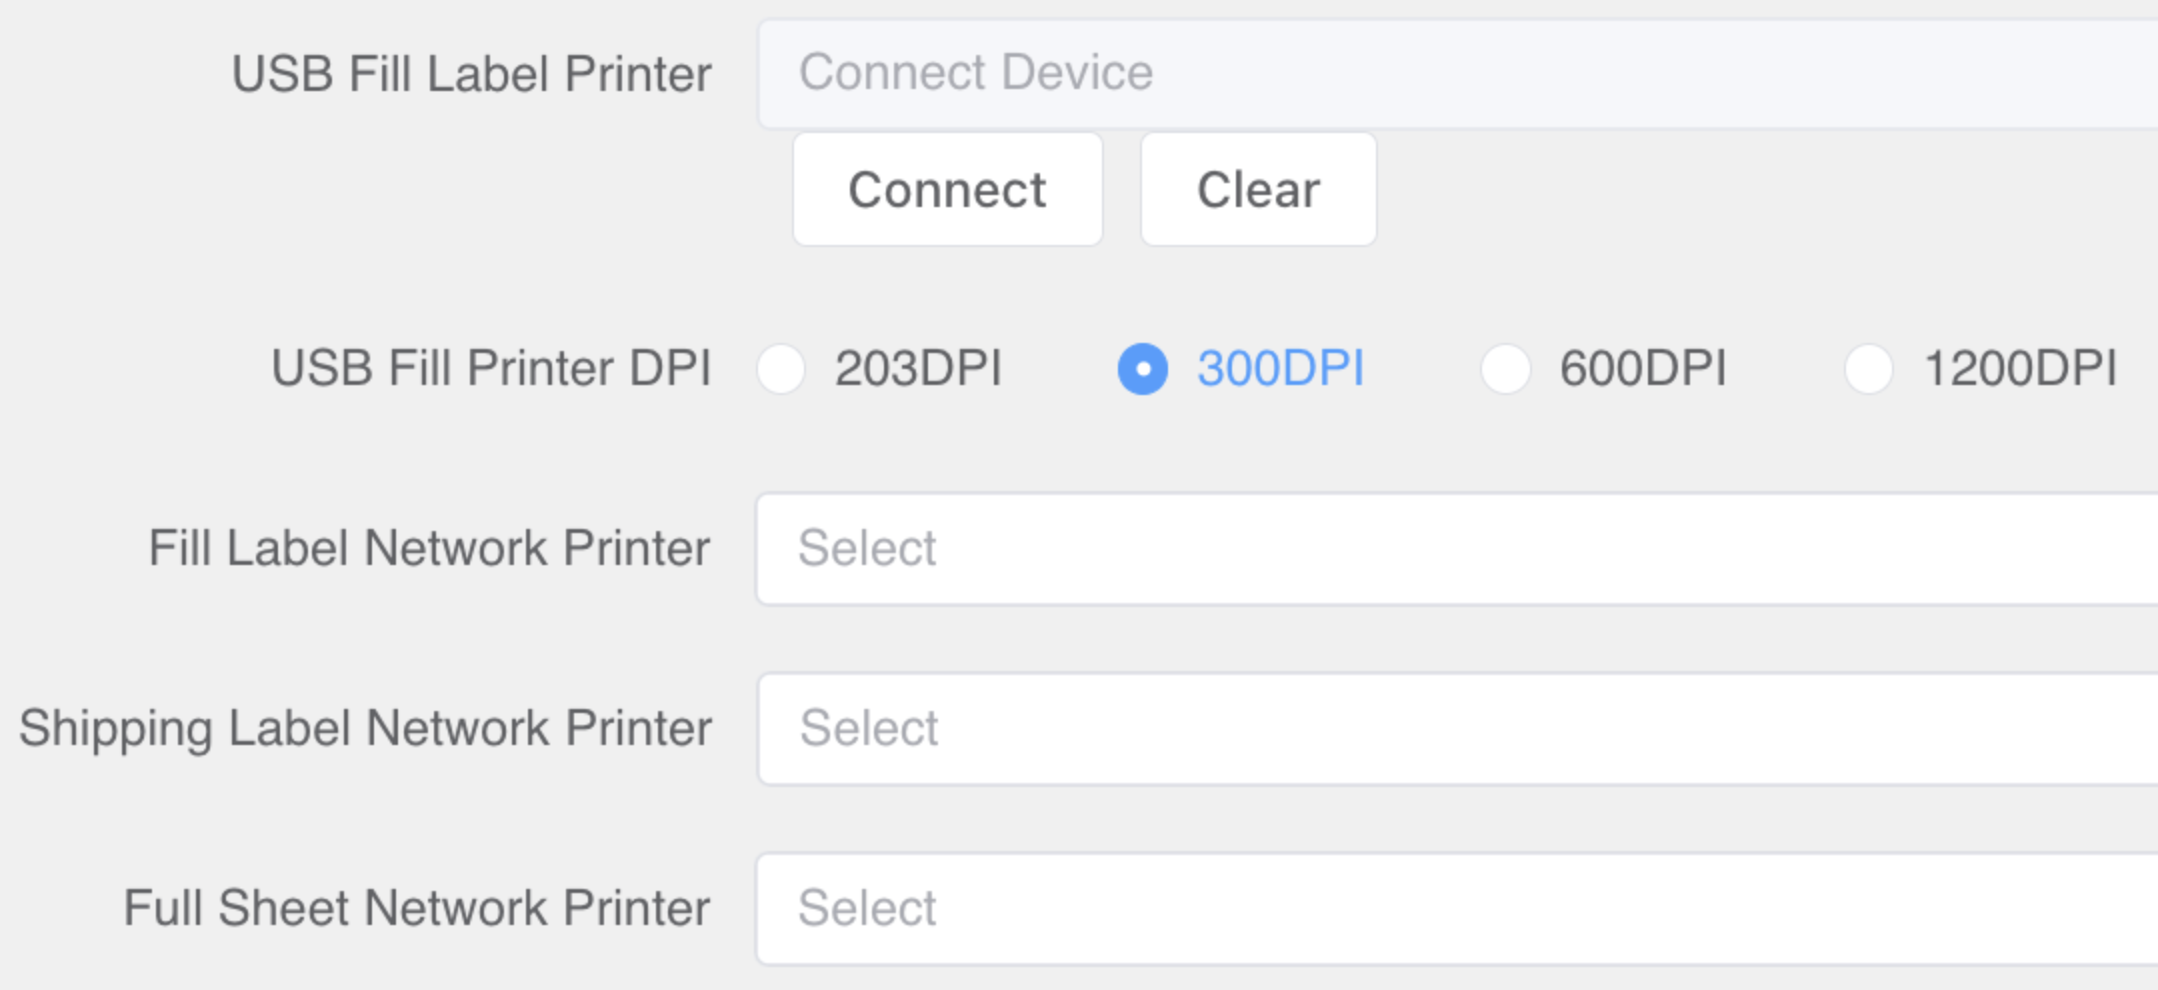 USB Fill Label Printer Connect Device
Connect Clear
USB Fill Printer DPI 203DPI 300DPI 600DPI 1200DPI
Fill Label Network Printer Select
Shipping Label Network Printer Select
Full Sheet Network Printer Select